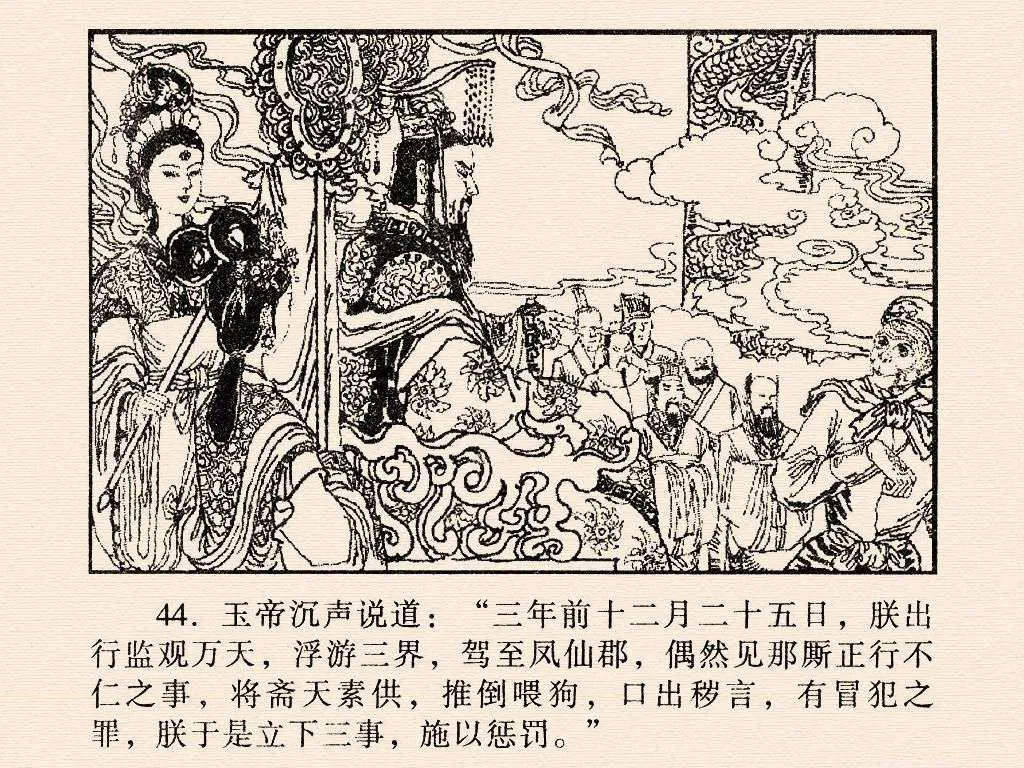 44. 玉帝沉声说道：“三年前十二月二十五日，朕出
行监观万天，浮游三界，驾至凤仙郡，偶然见那厮正行不
仁之事，将斋天素供，推倒喂狗，口出秽言，有冒犯之
罪，朕于是立下三事，施以惩罚。”